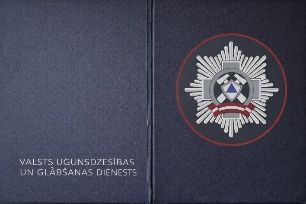 VALSTS UGUNSDZĒSĪBAS
UN GLĀBŠANAS DIENESTS